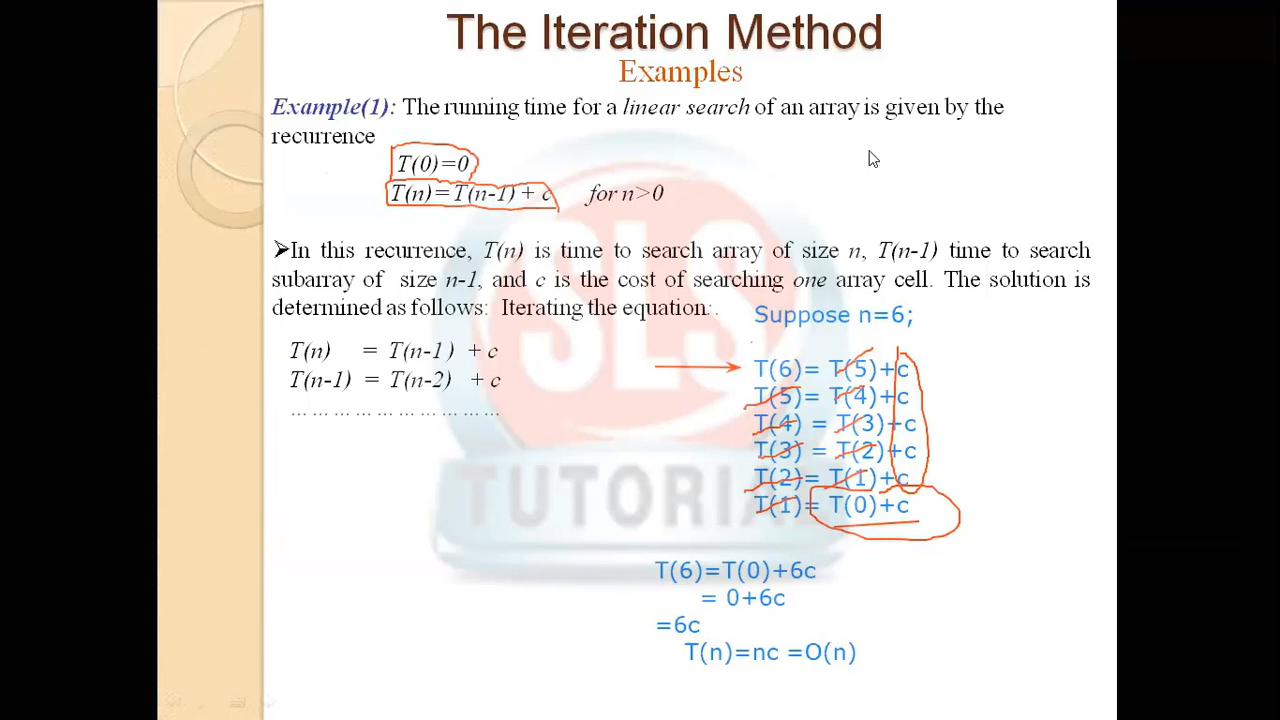 The Iteration Method
Examples
Example(1): The running time for a linear search of an array is given by the
recurrence
T(0)=0
T(n)=T(n-1) + c for n>0
➢In this recurrence, T(n) is time to search array of size n, T(n-1) time to search
subarray of size n-1, and c is the cost of searching one array cell. The solution is
determined as follows: Iterating the equation:.
Suppose n=6;
T(n) = T(n-1) + c
T(n-1) = T(n-2) + c
… … … … … … … … … …
T(6)= T(5)+c
T(5)= T(4)+c
T(4) = T(3)+c
T(3) = T(2)+c
T(2)= T(1)+c
T(1)= T(0)+c
SLS
TUTORIAL
T(6)=T(0)+6c
= 0+6c
=6c
T(n)=nc =O(n)